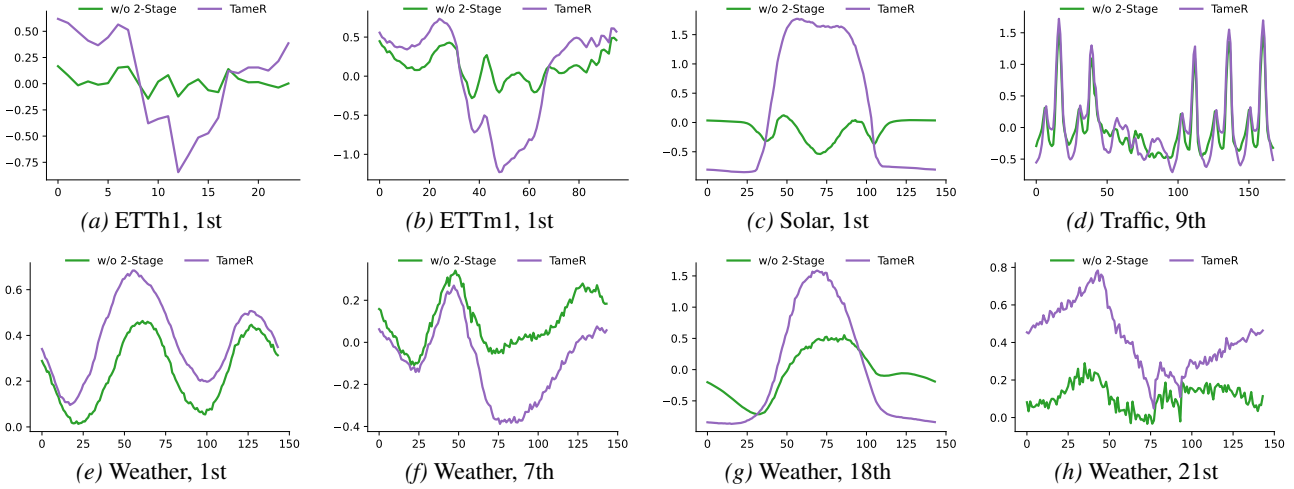 w/o 2-Stage TameR
0.50
0.25
0.00
−0.25
−0.50
−0.75
0 10 20
(a) ETTh1, 1st
w/o 2-Stage TameR
0.5
0.0
−1.0
0 20 40 60 80
(b) ETTm1, 1st
w/o 2-Stage TameR
1.5
1.0
0.5
0.0
−0.5
0 25 50 75 100 125 150
(c) Solar, 1st
w/o 2-Stage TameR
1.5
1.0
0.5
0.0
−0.5
0 50 100 150
(d) Traffic, 9th
w/o 2-Stage TameR
0.6
0.4
0.2
0.0
0 25 50 75 100 125 150
(e) Weather, 1st
w/o 2-Stage TameR
0.2
0.0
−0.2
−0.4
0 25 50 75 100 125 150
(f) Weather, 7th
w/o 2-Stage TameR
1.5
1.0
0.5
0.0
−0.5
0 25 50 75 100 125 150
(g) Weather, 18th
w/o 2-Stage TameR
0.8
0.6
0.4
0.2
0.0
0 25 50 75 100 125 150
(h) Weather, 21st